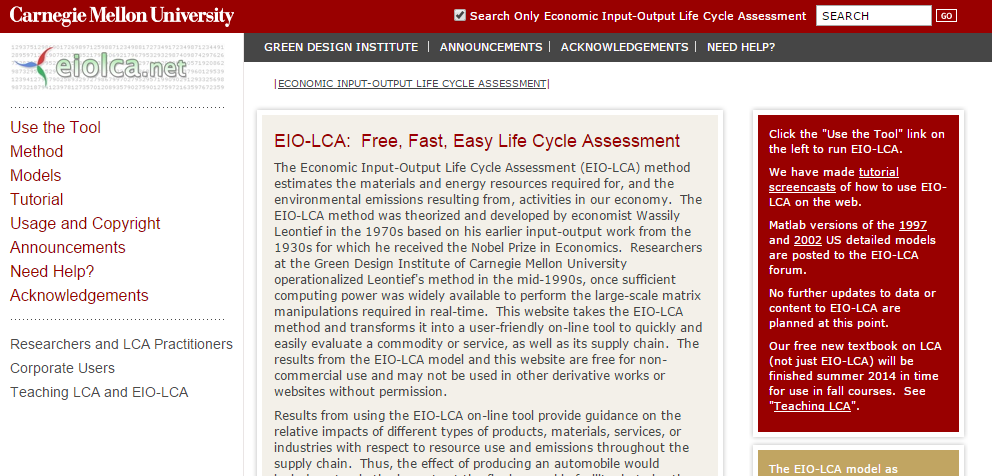 Carnegie Mellon University
Search Only Economic Input-Output Life Cycle Assessment
SEARCH
GO
eiolca.net
GREEN DESIGN INSTITUTE | ANNOUNCEMENTS | ACKNOWLEDGEMENTS | NEED HELP?
|ECONOMIC INPUT-OUTPUT LIFE CYCLE ASSESSMENT|
Use the Tool
Method
Models
Tutorial
Usage and Copyright
Announcements
Need Help?
Acknowledgements
Researchers and LCA Practitioners
Corporate Users
Teaching LCA and EIO-LCA
EIO-LCA:  Free, Fast, Easy Life Cycle Assessment
The Economic Input-Output Life Cycle Assessment (EIO-LCA) method
estimates the materials and energy resources required for, and the
environmental emissions resulting from, activities in our economy.  The
EIO-LCA method was theorized and developed by economist Wassily
Leontief in the 1970s based on his earlier input-output work from the
1930s for which he received the Nobel Prize in Economics.  Researchers
at the Green Design Institute of Carnegie Mellon University
operationalized Leontief's method in the mid-1990s, once sufficient
computing power was widely available to perform the large-scale matrix
manipulations required in real-time.  This website takes the EIO-LCA
method and transforms it into a user-friendly on-line tool to quickly and
easily evaluate a commodity or service, as well as its supply chain.  The
results from the EIO-LCA model and this website are free for non-
commercial use and may not be used in other derivative works or
websites without permission.
Results from using the EIO-LCA on-line tool provide guidance on the
relative impacts of different types of products, materials, services, or
industries with respect to resource use and emissions throughout the
supply chain.  Thus, the effect of producing an automobile would
Click the "Use the Tool" link on
the left to run EIO-LCA.
We have made tutorial
screencasts of how to use EIO-
LCA on the web.
Matlab versions of the 1997
and 2002 US detailed models
are posted to the EIO-LCA
forum.
No further updates to data or
content to EIO-LCA are
planned at this point.
Our free new textbook on LCA
(not just EIO-LCA) will be
finished summer 2014 in time
for use in fall courses.  See
"Teaching LCA".
The EIO-LCA model as